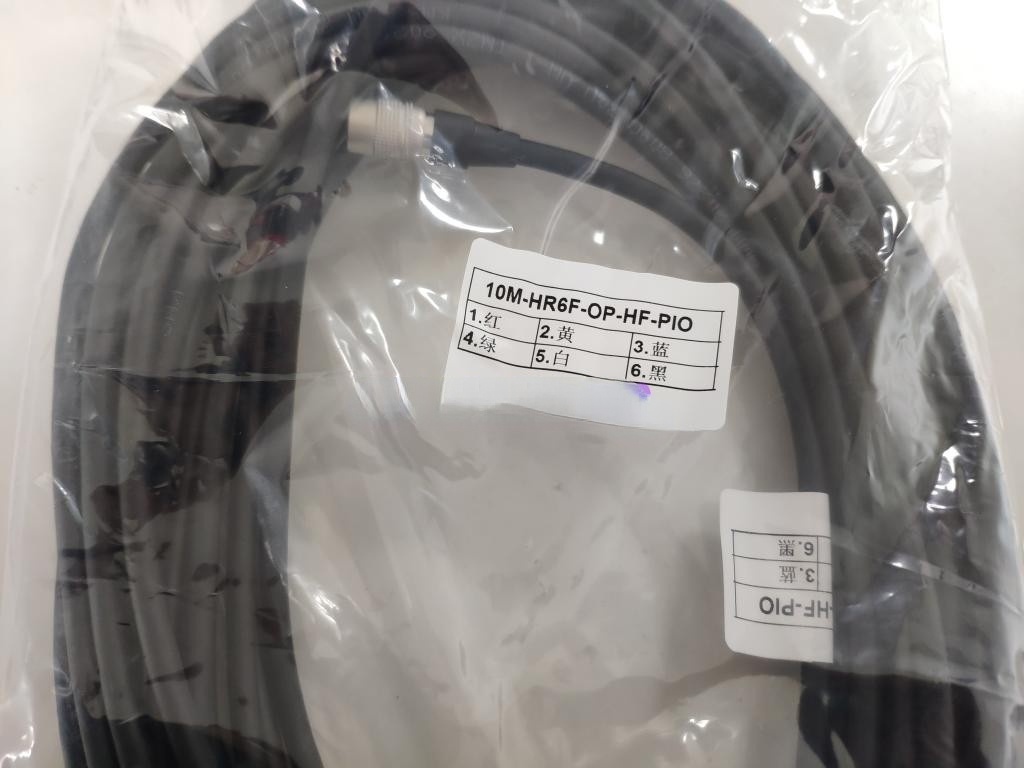 10M-HR6F-OP-HF-PIO
1.红 2.黄 3.蓝
4.绿 5.白 6.黑
-HF-PIO
3.蓝
6.黑